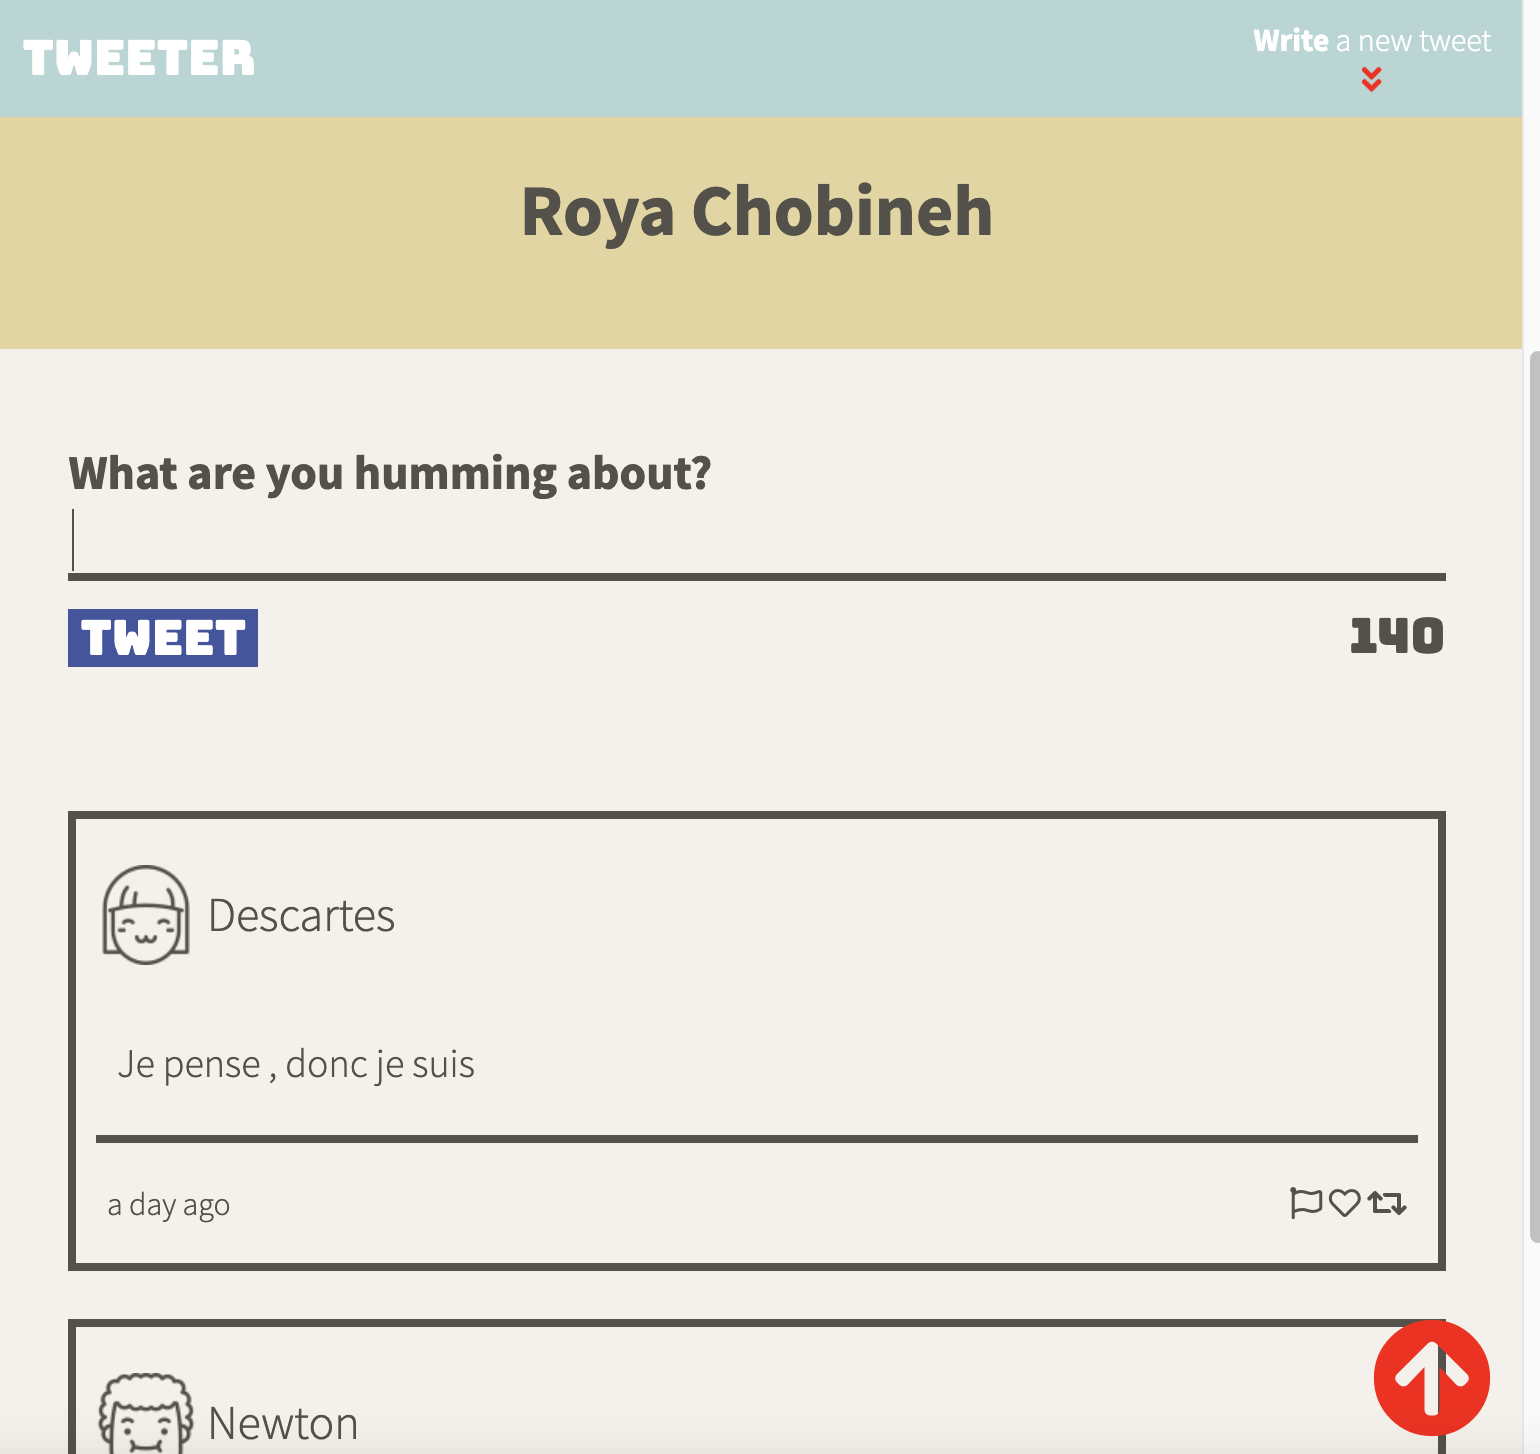 TWEETER
Write a new tweet
Roya Chobineh
What are you humming about?
TWEET
140
Descartes
Je pense , donc je suis
a day ago
Newton